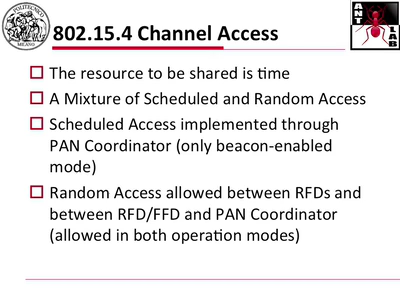 POLITECNICO
MILANO
802.15.4 Channel Access
ANT
LAB
The resource to be shared is time
A Mixture of Scheduled and Random Access
Scheduled Access implemented through
PAN Coordinator (only beacon-enabled
mode)
Random Access allowed between RFDs and
between RFD/FFD and PAN Coordinator
(allowed in both operation modes)